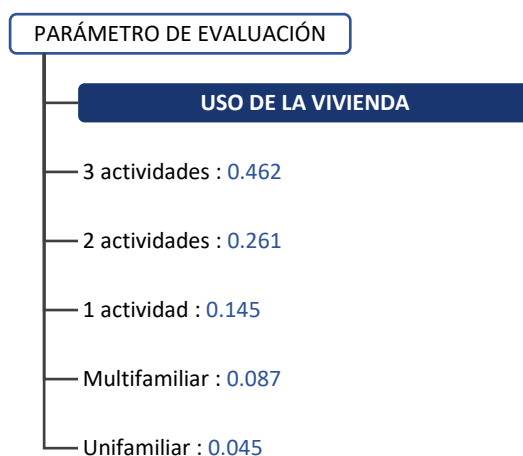 PARÁMETRO DE EVALUACIÓN
USO DE LA VIVIENDA
3 actividades : 0.462
2 actividades : 0.261
1 actividad : 0.145
Multifamiliar : 0.087
Unifamiliar : 0.045